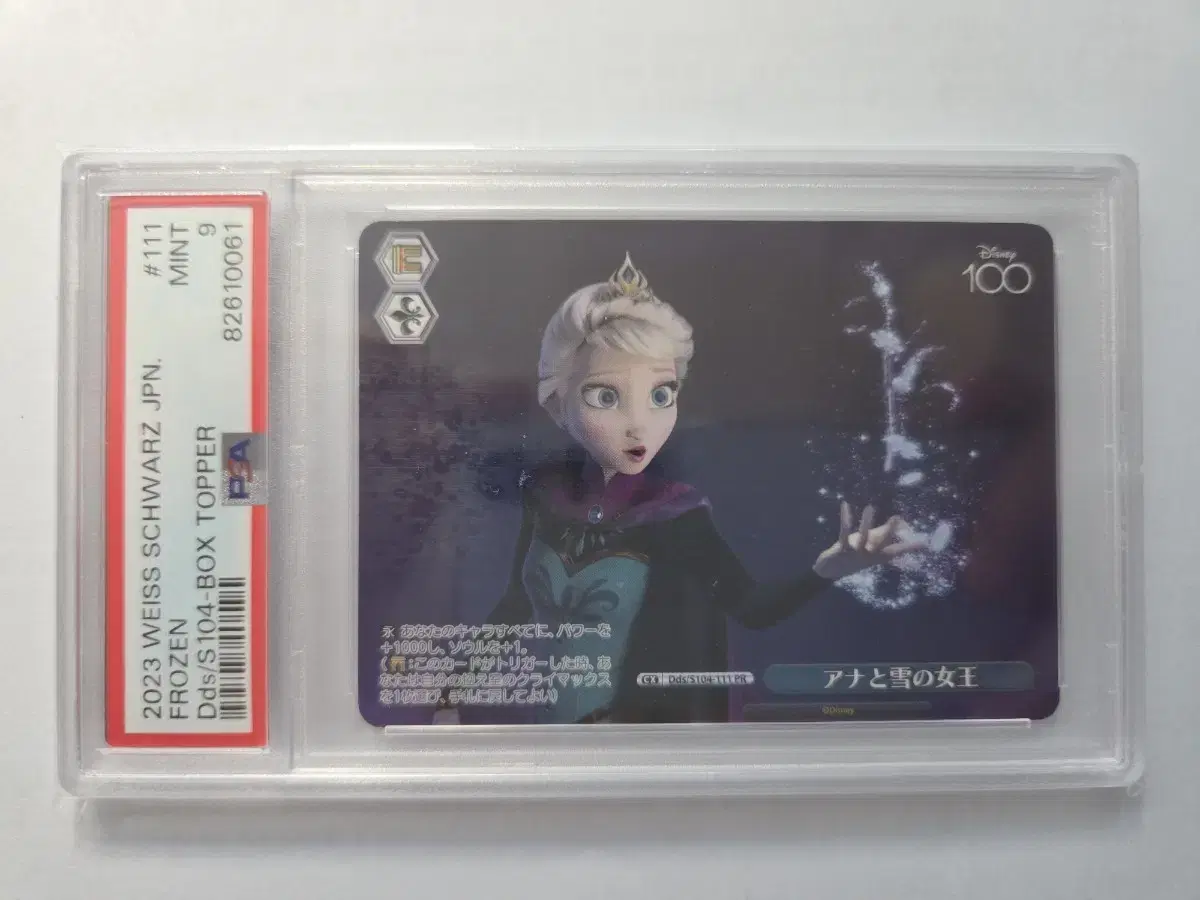 2023 WEISS SCHWARZ JPN.
#111
FROZEN
MINT
Dds/S104-BOX TOPPER
9
82610061
PSA
Disney
100
永 あなたのキャラすべてに、パワーを
+1000し、ソウルを+1。
(:このカードがトリガーした時、あ
なたは自分の控え室のクライマックス
を1枚選び、手札に戻してよい)
CX
Dds/S104-111 PR
アナと雪の女王
©Disney